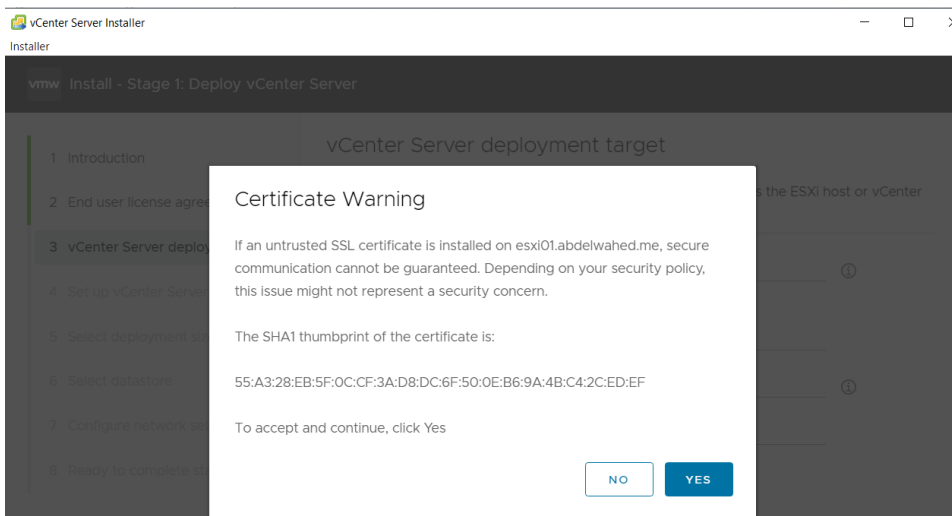 vCenter Server Installer
Installer
vmw Install - Stage 1: Deploy vCenter Server
1 Introduction
2 End user license agree
3 vCenter Server deploy
4 Set up vCenter Server
5 Select deployment si
6 Select datastore
7 Configure network set
8 Ready to complete st
vCenter Server deployment target
s the ESXi host or vCenter
Certificate Warning
If an untrusted SSL certificate is installed on esxi01.abdelwahed.me, secure
communication cannot be guaranteed. Depending on your security policy,
this issue might not represent a security concern.
The SHA1 thumbprint of the certificate is:
55:A3:28:EB:5F:0C:CF:3A:D8:DC:6F:50:0E:B6:9A:4B:C4:2C:ED:EF
To accept and continue, click Yes
NO
YES